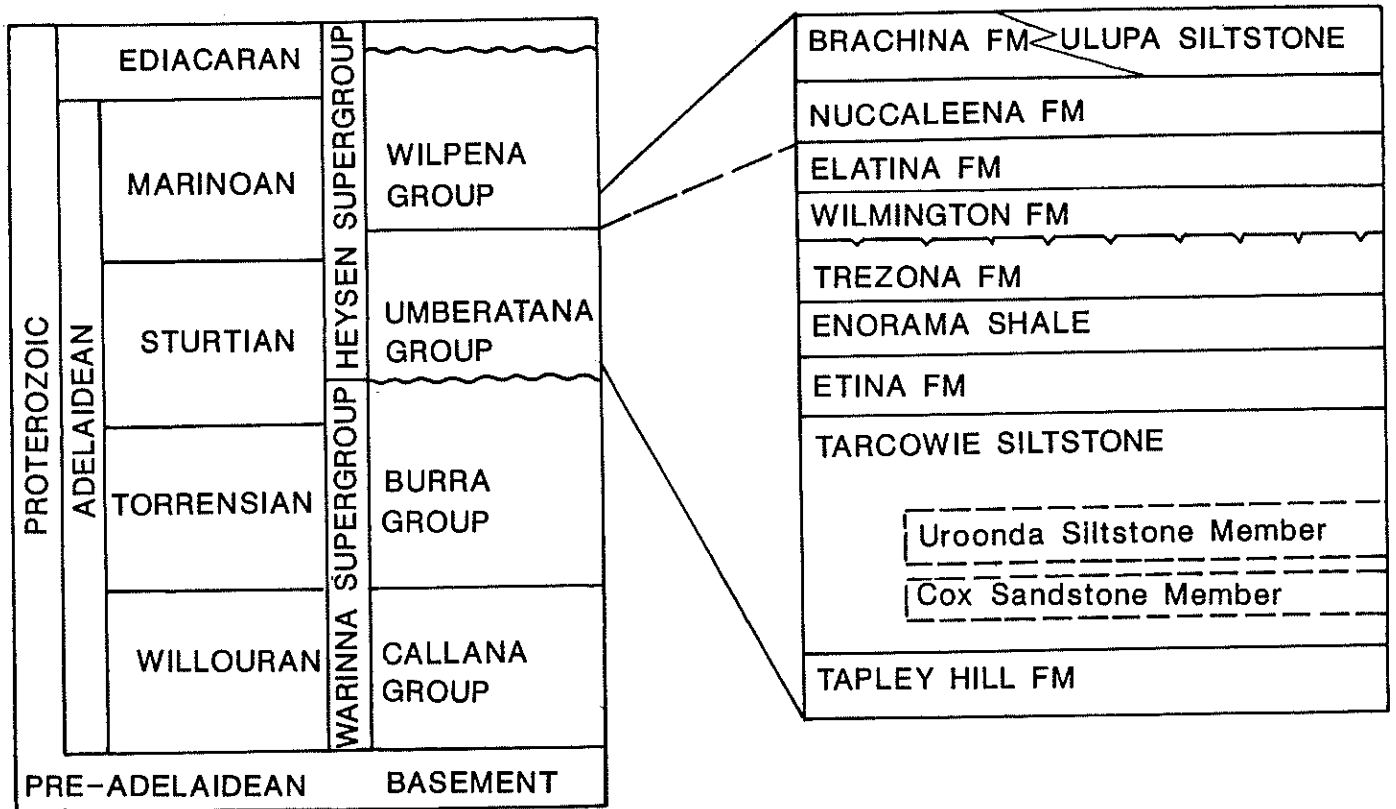 PROTEROZOIC
ADELAIDEAN
EDIACARAN
MARINOAN
STURTIAN
TORRENSIAN
WILLOURAN
HEYSEN SUPERGROUP
WARINNA SUPERGROUP
WILPENA
GROUP
UMBERATANA
GROUP
BURRA
GROUP
CALLANA
GROUP
PRE-ADELAIDEAN BASEMENT
BRACHINA FM ULUPA SILTSTONE
NUCCALEENA FM
ELATINA FM
WILMINGTON FM
TREZONA FM
ENORAMA SHALE
ETINA FM
TARCOWIE SILTSTONE
Uroonda Siltstone Member
Cox Sandstone Member
TAPLEY HILL FM